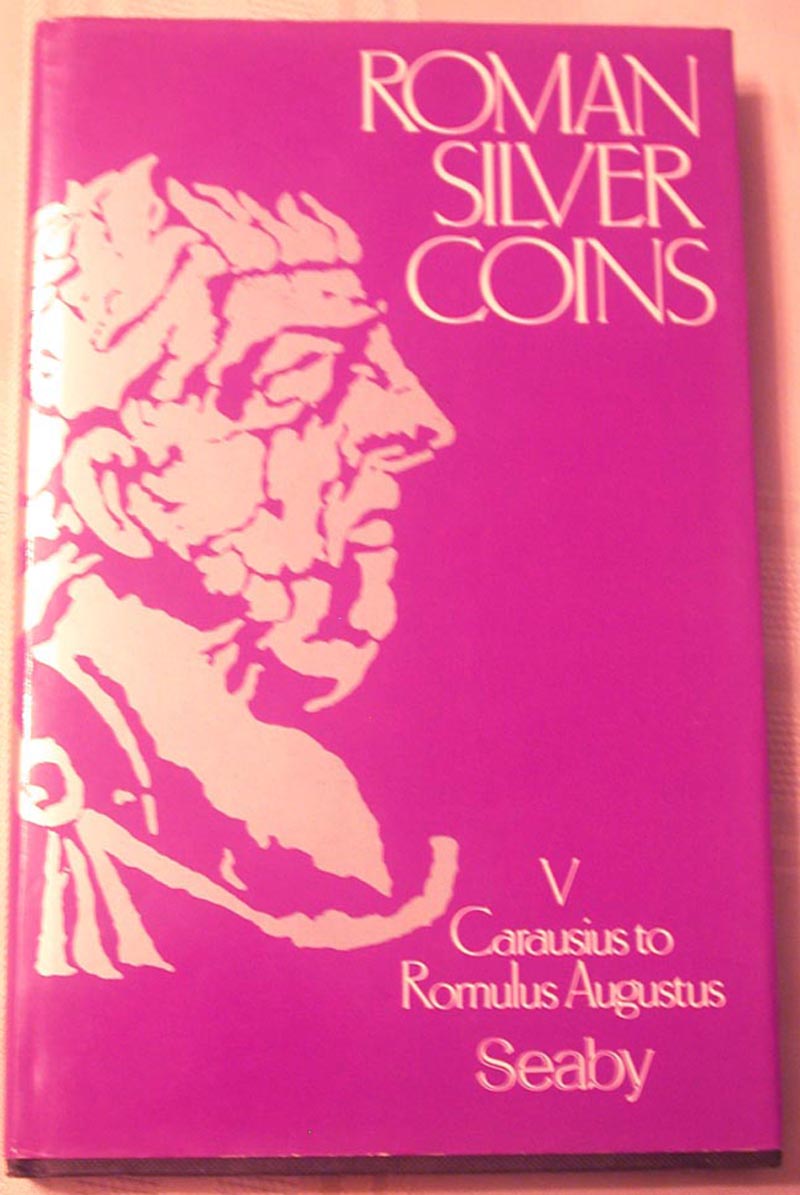 ROMAN
SILVER
COINS
V
Carausius to
Romulus Augustus
Seaby